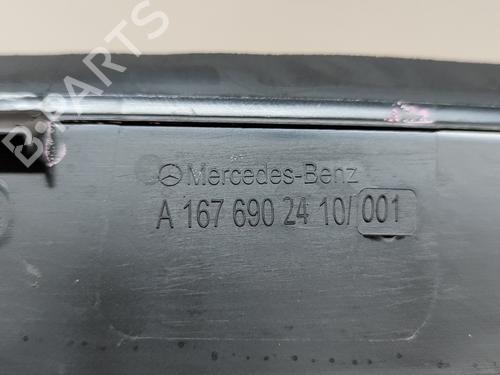 B-PARTS
Mercedes-Benz
A 167 690 24 10/001